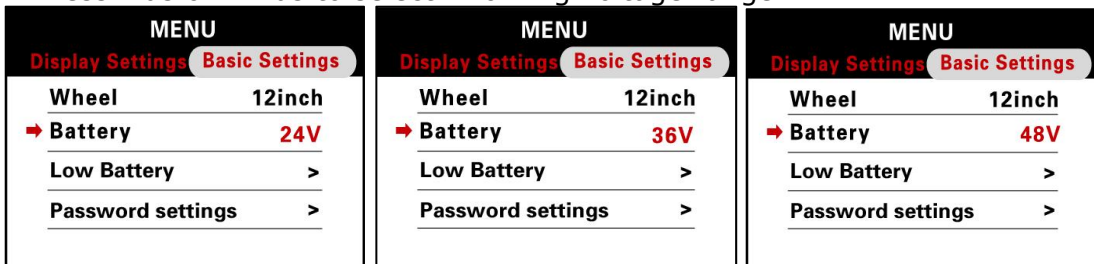 MENU
Display Settings Basic Settings
Wheel 12inch
Battery 24V
Low Battery >
Password settings >
MENU
Display Settings Basic Settings
Wheel 12inch
Battery 36V
Low Battery >
Password settings >
MENU
Display Settings Basic Settings
Wheel 12inch
Battery 48V
Low Battery >
Password settings >